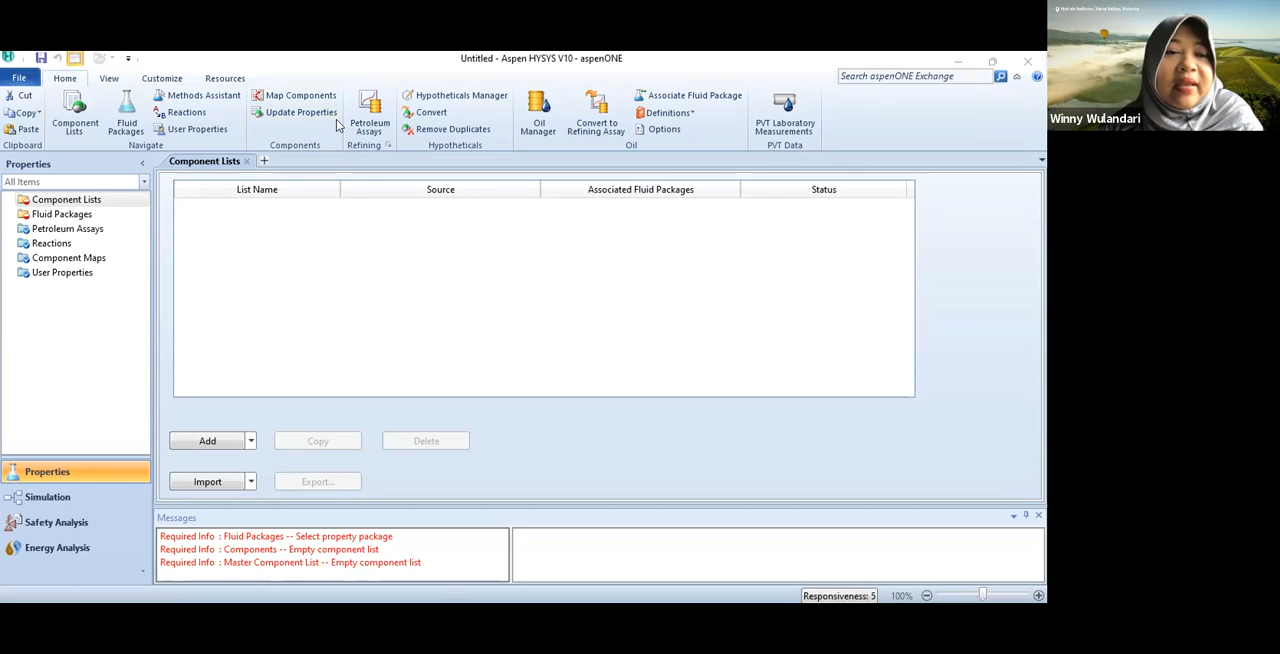 Hot air balloon, Yarra Valley, Victoria
Untitled - Aspen HYSYS V10 - aspenONE
File Home View Customize Resources
Search aspenONE Exchange
Cut
Copy
Paste
Clipboard
Component Lists
Fluid Packages
Methods Assistant
Reactions
User Properties
Navigate
Map Components
Update Properties
Components
Petroleum Assays
Refining
Hypotheticals Manager
Convert
Remove Duplicates
Hypotheticals
Oil Manager
Convert to Refining Assay
Associate Fluid Package
Definitions
Options
Oil
PVT Laboratory Measurements
PVT Data
Winny Wulandari
Properties
All Items
Component Lists
Fluid Packages
Petroleum Assays
Reactions
Component Maps
User Properties
Properties
Simulation
Safety Analysis
Energy Analysis
Component Lists
List Name Source Associated Fluid Packages Status
Add Copy Delete
Import Export...
Messages
Required Info : Fluid Packages -- Select property package
Required Info : Components -- Empty component list
Required Info : Master Component List -- Empty component list
Responsiveness: 5 100%